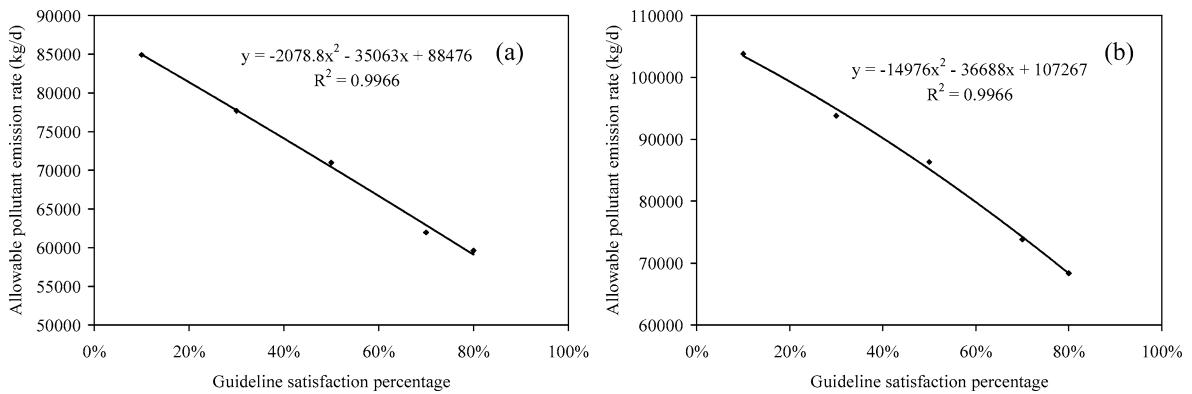 Allowable pollutant emission rate (kg/d)
90000
85000
80000
75000
70000
65000
60000
55000
50000
y = -2078.8x² - 35063x + 88476
R² = 0.9966
(a)
0% 20% 40% 60% 80% 100%
Guideline satisfaction percentage
Allowable pollutant emission rate (kg/d)
110000
100000
90000
80000
70000
60000
y = -14976x² - 36688x + 107267
R² = 0.9966
(b)
0% 20% 40% 60% 80% 100%
Guideline satisfaction percentage